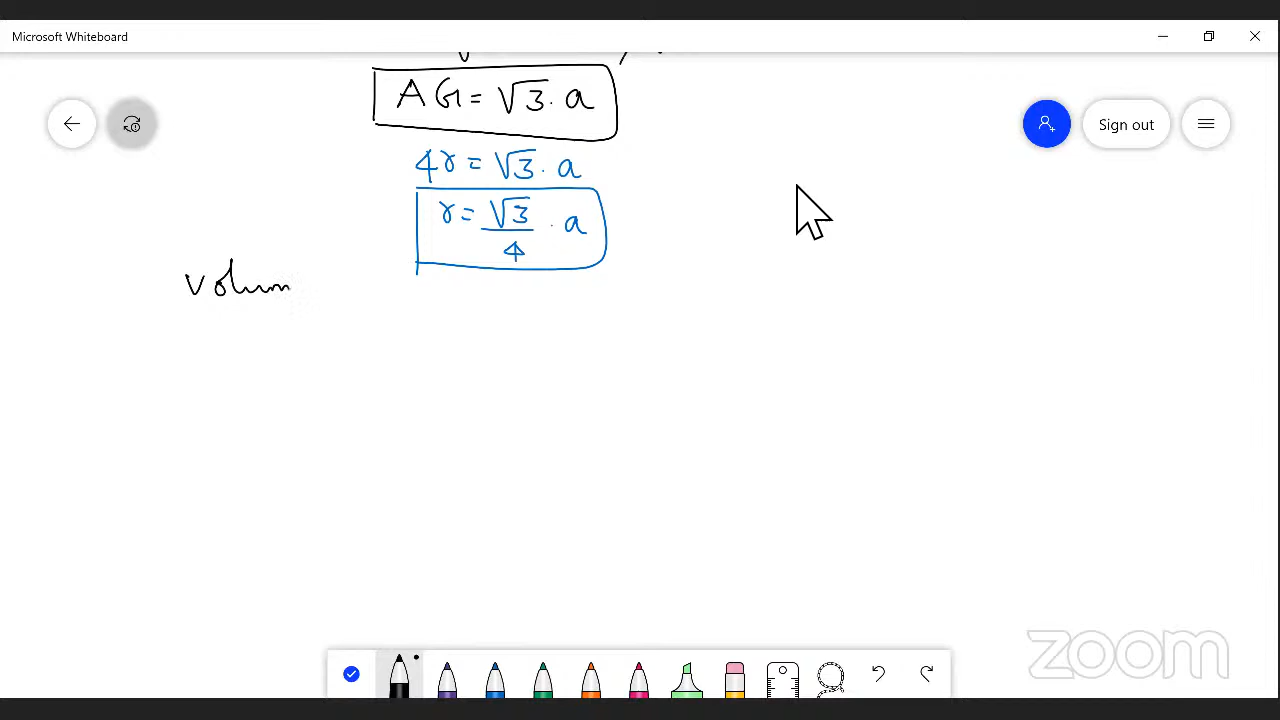 Microsoft Whiteboard
AG = √3 . a
Sign out
4r = √3 . a
r = √3/4 . a
volum
zoom